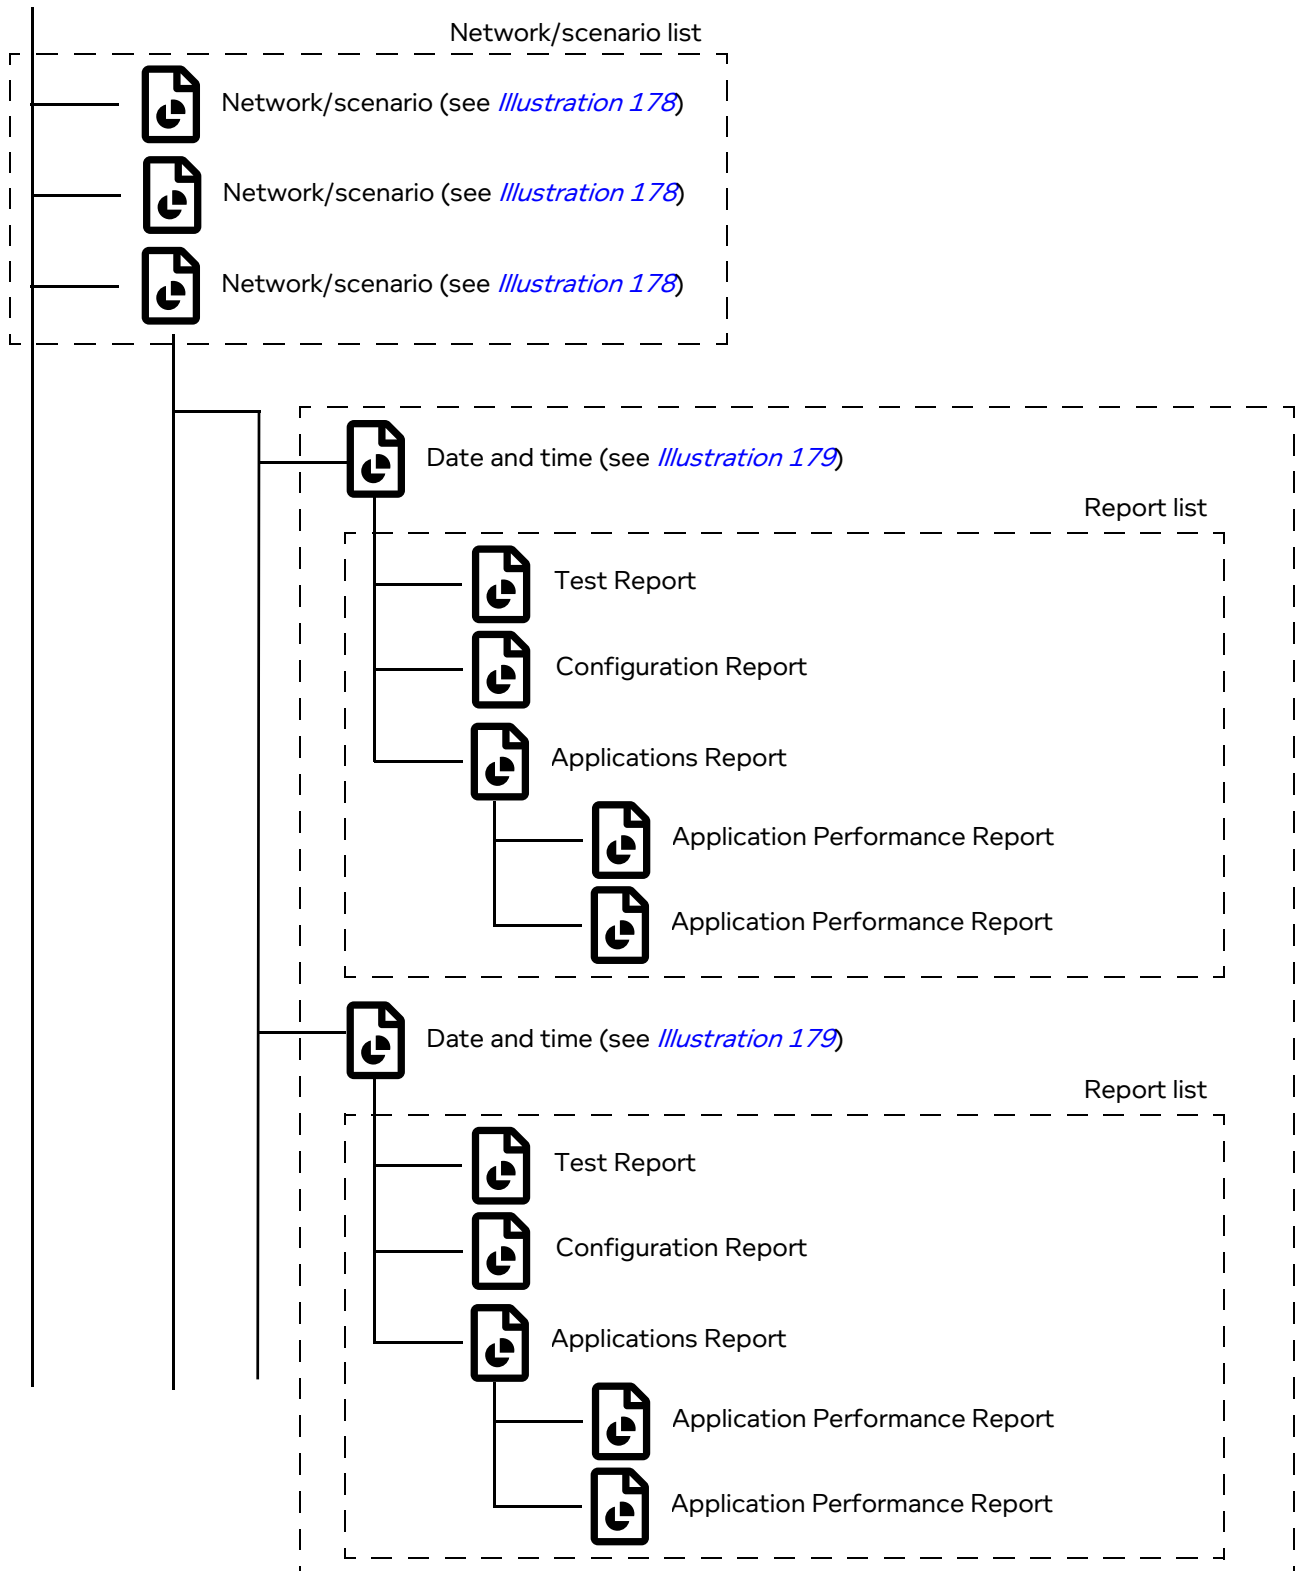 Network/scenario list
Network/scenario (see Illustration 178)
Network/scenario (see Illustration 178)
Network/scenario (see Illustration 178)
Date and time (see Illustration 179)
Report list
Test Report
Configuration Report
Applications Report
Application Performance Report
Application Performance Report
Date and time (see Illustration 179)
Report list
Test Report
Configuration Report
Applications Report
Application Performance Report
Application Performance Report